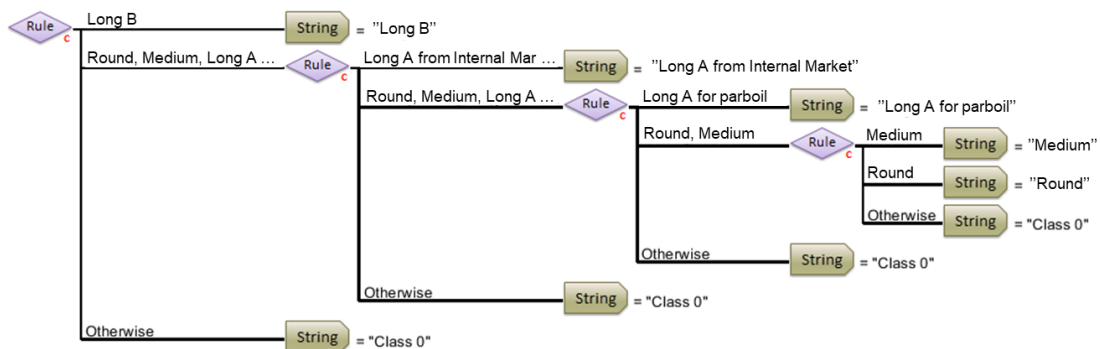 Rule c Long B String = "Long B"
Round, Medium, Long A ... Rule c Long A from Internal Mar ... String = "Long A from Internal Market"
Round, Medium, Long A ... Rule c Long A for parboil String = "Long A for parboil"
Round, Medium Rule c Medium String = "Medium"
Round String = "Round"
Otherwise String = "Class 0"
Otherwise String = "Class 0"
Otherwise String = "Class 0"
Otherwise String = "Class 0"